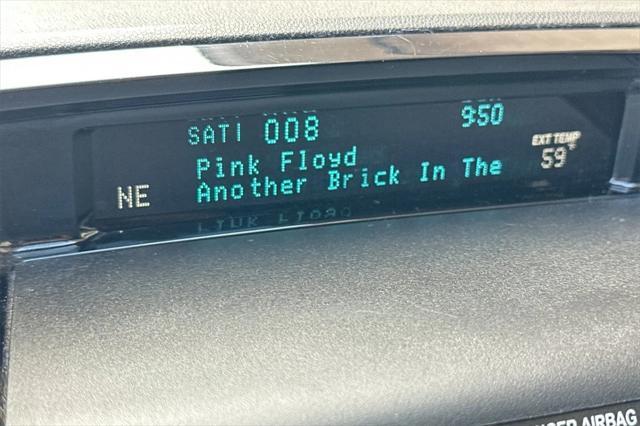 SAT1 008 9:50
EXT TEMP
59°
Pink Floyd
Another Brick In The
NE
AIRBAG